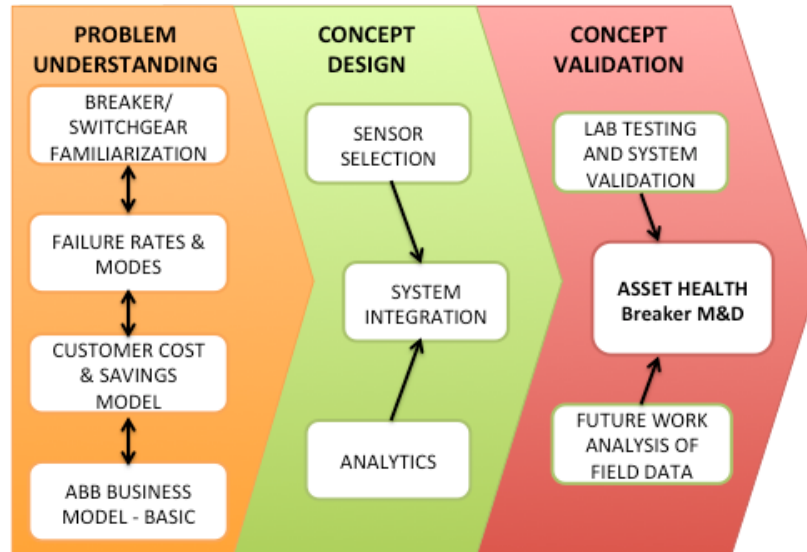 PROBLEM
UNDERSTANDING
BREAKER/
SWITCHGEAR
FAMILIARIZATION
FAILURE RATES &
MODES
CUSTOMER COST
& SAVINGS
MODEL
ABB BUSINESS
MODEL - BASIC
CONCEPT
DESIGN
SENSOR
SELECTION
SYSTEM
INTEGRATION
ANALYTICS
CONCEPT
VALIDATION
LAB TESTING
AND SYSTEM
VALIDATION
ASSET HEALTH
Breaker M&D
FUTURE WORK
ANALYSIS OF
FIELD DATA